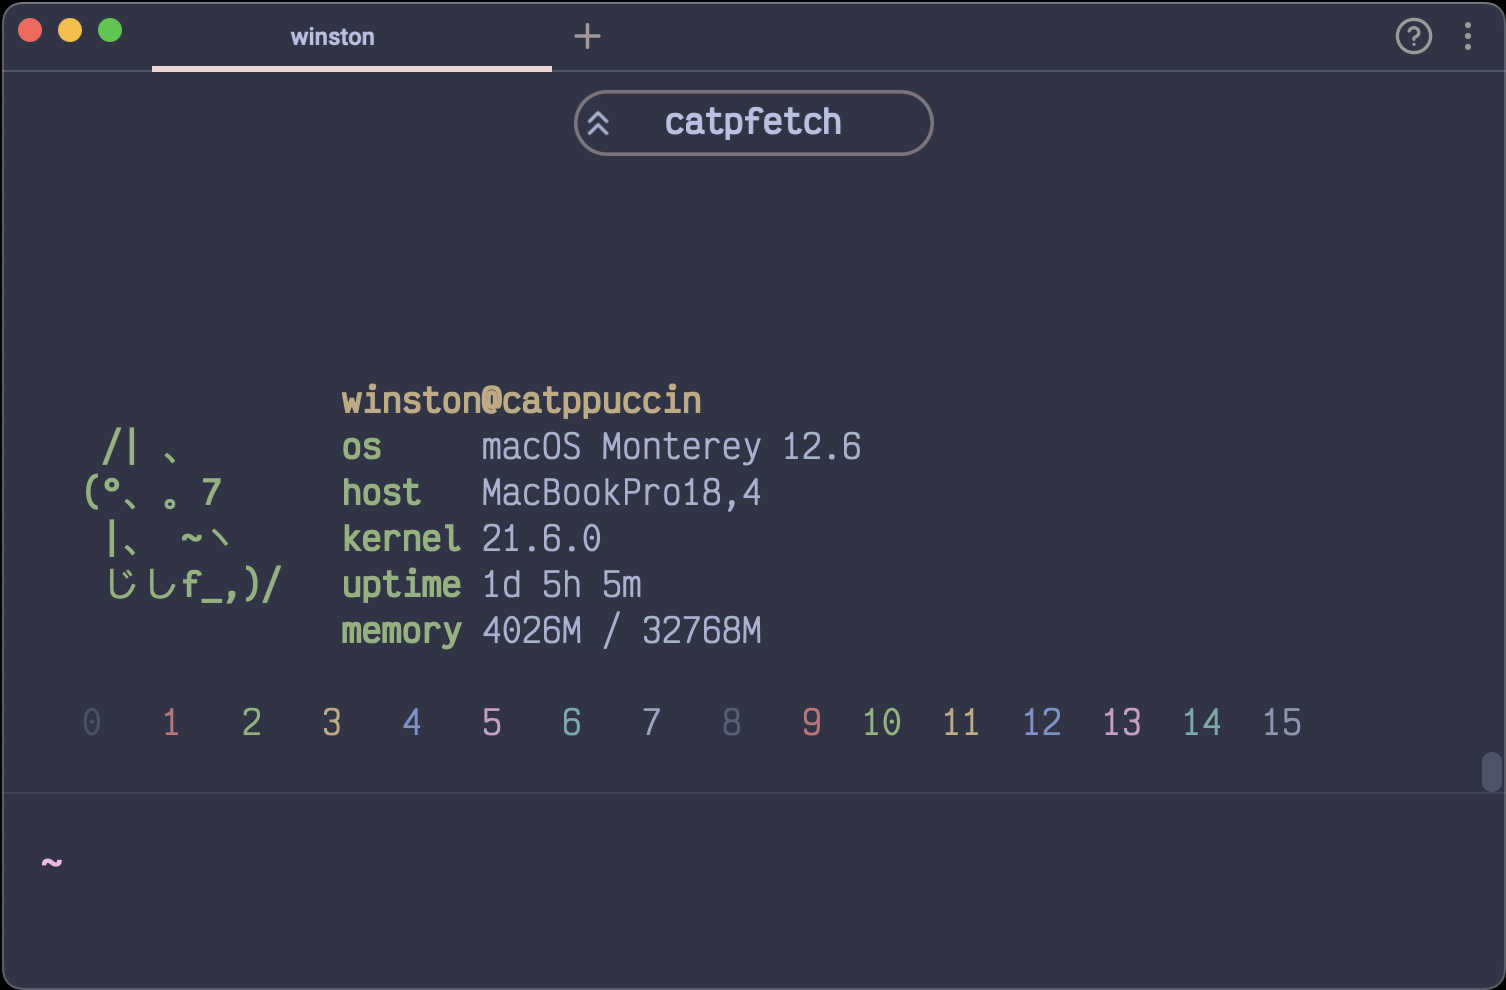 winston
catpfetch
winston@catppuccin
/| 、 os macOS Monterey 12.6
(°、。7 host MacBookPro18,4
|、 ~ヽ kernel 21.6.0
じしf_,)/ uptime 1d 5h 5m
memory 4026M / 32768M
0 1 2 3 4 5 6 7 8 9 10 11 12 13 14 15
~